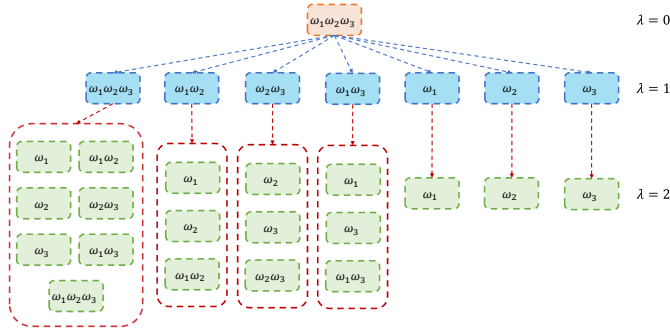 ω₁ω₂ω₃ λ = 0
ω₁ω₂ω₃ ω₁ω₂ ω₂ω₃ ω₁ω₃ ω₁ ω₂ ω₃ λ = 1
ω₁ ω₁ω₂
ω₂ ω₂ω₃
ω₃ ω₁ω₃
ω₁ω₂ω₃
ω₁
ω₂
ω₁ω₂
ω₂
ω₃
ω₂ω₃
ω₁
ω₃
ω₁ω₃
ω₁ ω₂ ω₃ λ = 2